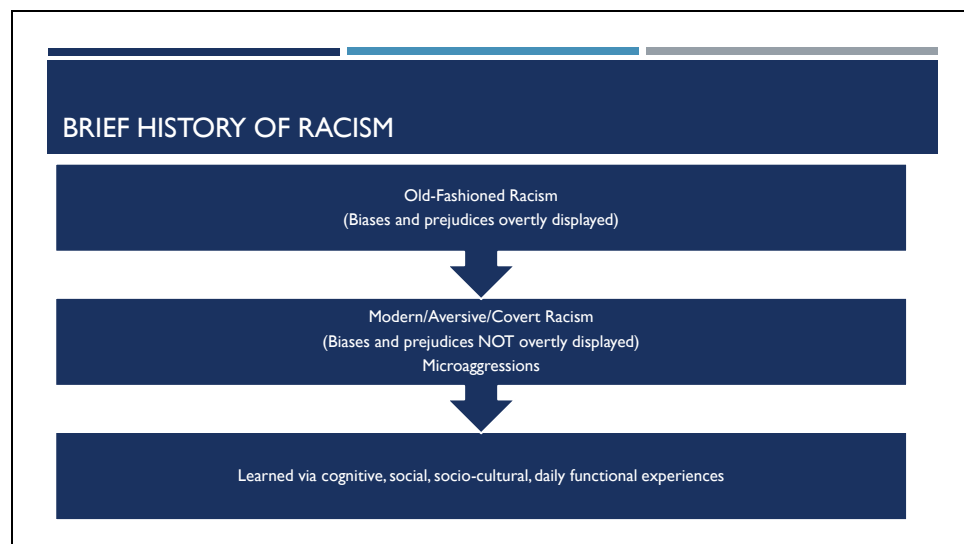 BRIEF HISTORY OF RACISM
Old-Fashioned Racism
(Biases and prejudices overtly displayed)
Modern/Aversive/Covert Racism
(Biases and prejudices NOT overtly displayed)
Microaggressions
Learned via cognitive, social, socio-cultural, daily functional experiences